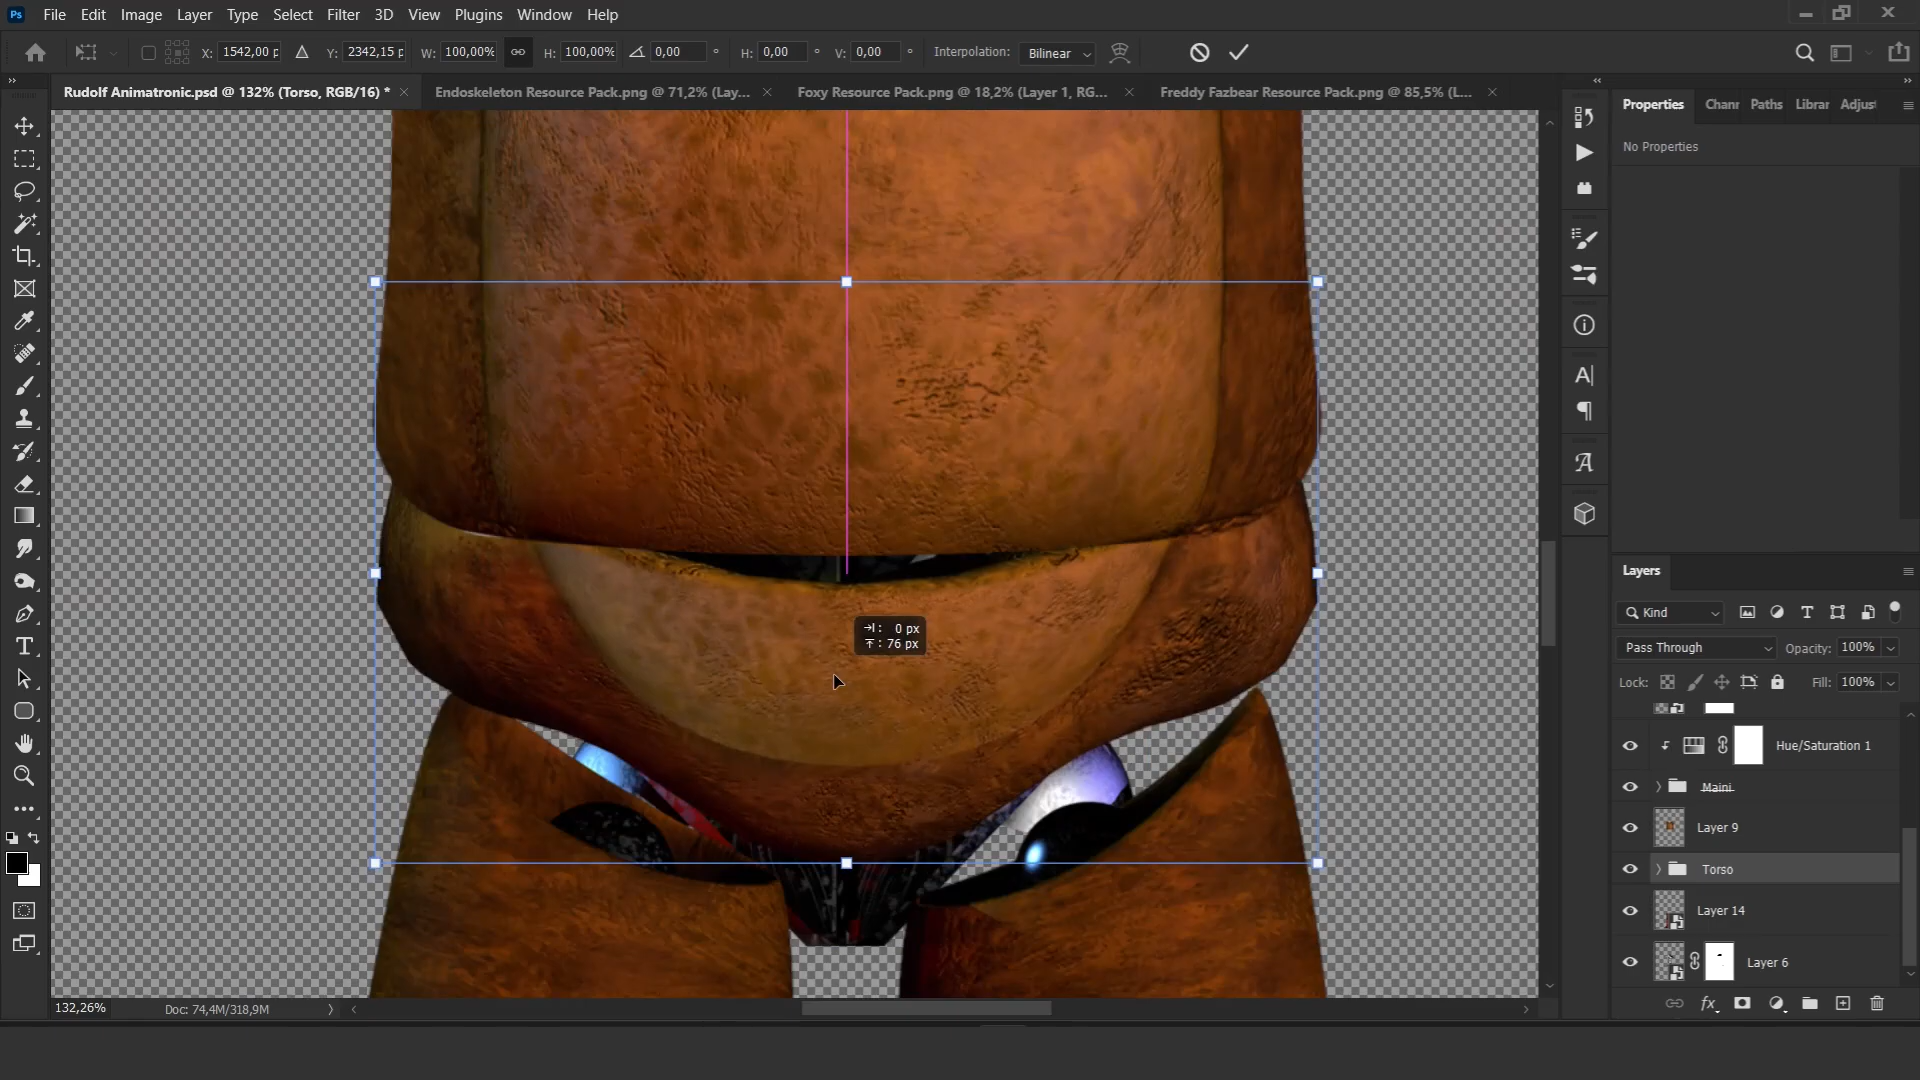 Ps File Edit Image Layer Type Select Filter 3D View Plugins Window Help
X: 1542,00 p Y: 2342,15 p W: 100,00% H: 100,00% 0,00 ° H: 0,00 ° V: 0,00 ° Interpolation: Bilinear
Rudolf Animatronic.psd @ 132% (Torso, RGB/16) * Endoskeleton Resource Pack.png @ 71,2% (Lay... Foxy Resource Pack.png @ 18,2% (Layer 1, RG... Freddy Fazbear Resource Pack.png @ 85,5% (L...
Properties Chanr Paths Librar Adjust
No Properties
: 0 px
: 76 px
Layers
Kind
Pass Through Opacity: 100%
Lock: Fill: 100%
Hue/Saturation 1
Maini
Layer 9
Torso
Layer 14
Layer 6
132,26% Doc: 74,4M/318,9M